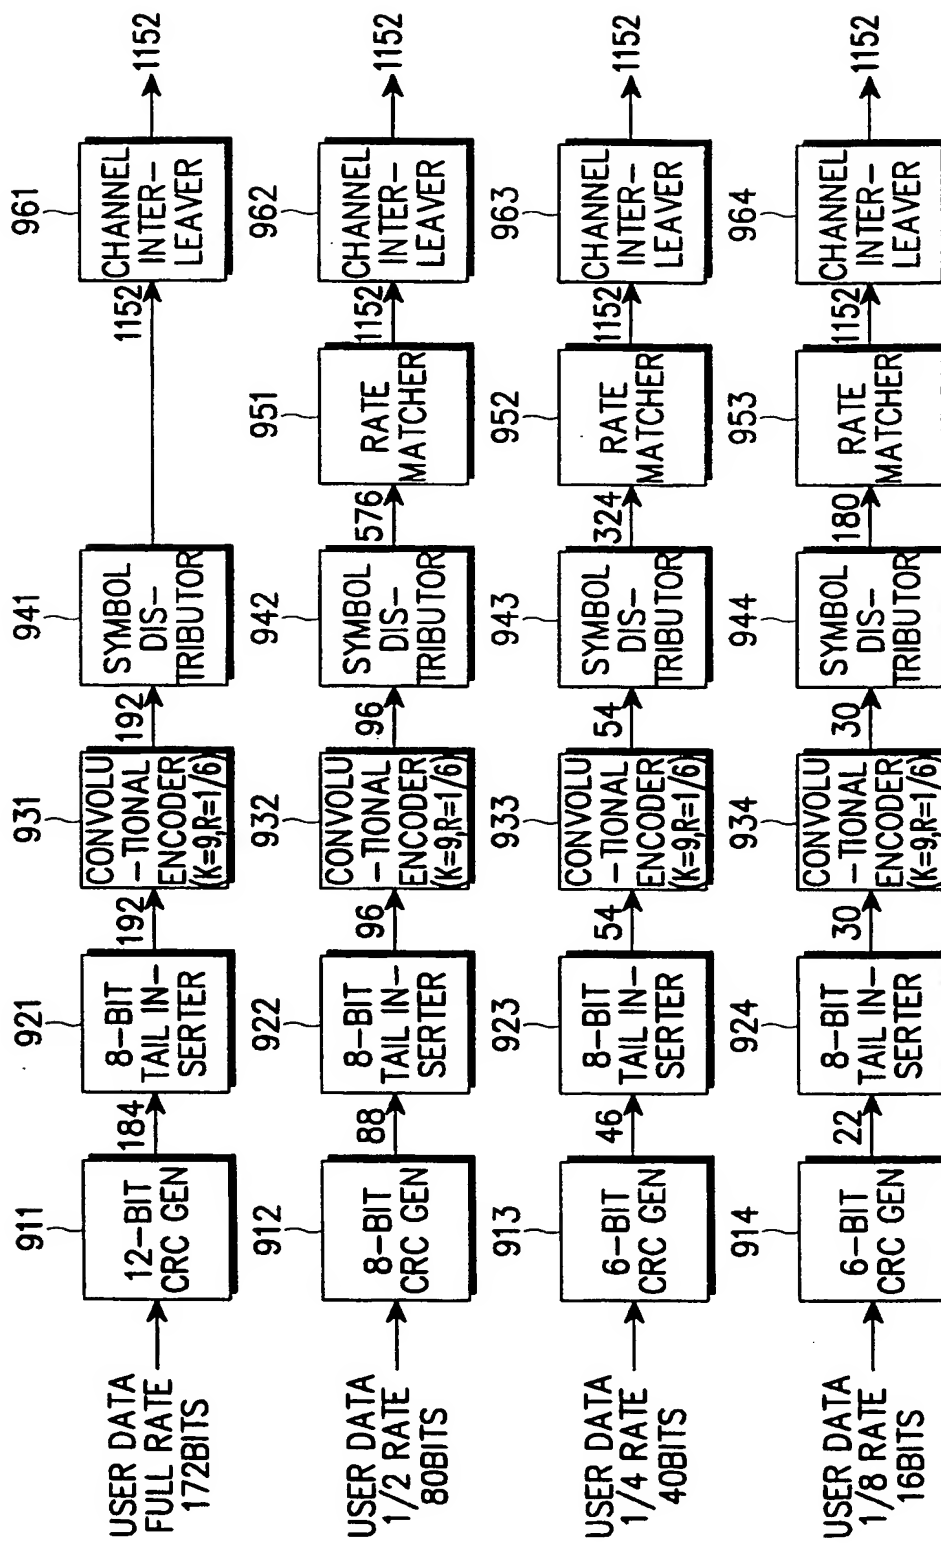 USER DATA
FULL RATE
172BITS
911
12-BIT
CRC GEN
184
921
8-BIT
TAIL IN-
SERTER
192
931
CONVOLU
-TIONAL
ENCODER
(K=9,R=1/6)
192
941
SYMBOL
DIS-
TRIBUTOR
1152
961
CHANNEL
INTER-
LEAVER
1152
USER DATA
1/2 RATE
80BITS
912
8-BIT
CRC GEN
88
922
8-BIT
TAIL IN-
SERTER
96
932
CONVOLU
-TIONAL
ENCODER
(K=9,R=1/6)
96
942
SYMBOL
DIS-
TRIBUTOR
576
951
RATE
MATCHER
1152
962
CHANNEL
INTER-
LEAVER
1152
USER DATA
1/4 RATE
40BITS
913
6-BIT
CRC GEN
46
923
8-BIT
TAIL IN-
SERTER
54
933
CONVOLU
-TIONAL
ENCODER
(K=9,R=1/6)
54
943
SYMBOL
DIS-
TRIBUTOR
324
952
RATE
MATCHER
1152
963
CHANNEL
INTER-
LEAVER
1152
USER DATA
1/8 RATE
16BITS
914
6-BIT
CRC GEN
22
924
8-BIT
TAIL IN-
SERTER
30
934
CONVOLU
-TIONAL
ENCODER
(K=9,R=1/6)
30
944
SYMBOL
DIS-
TRIBUTOR
180
953
RATE
MATCHER
1152
964
CHANNEL
INTER-
LEAVER
1152